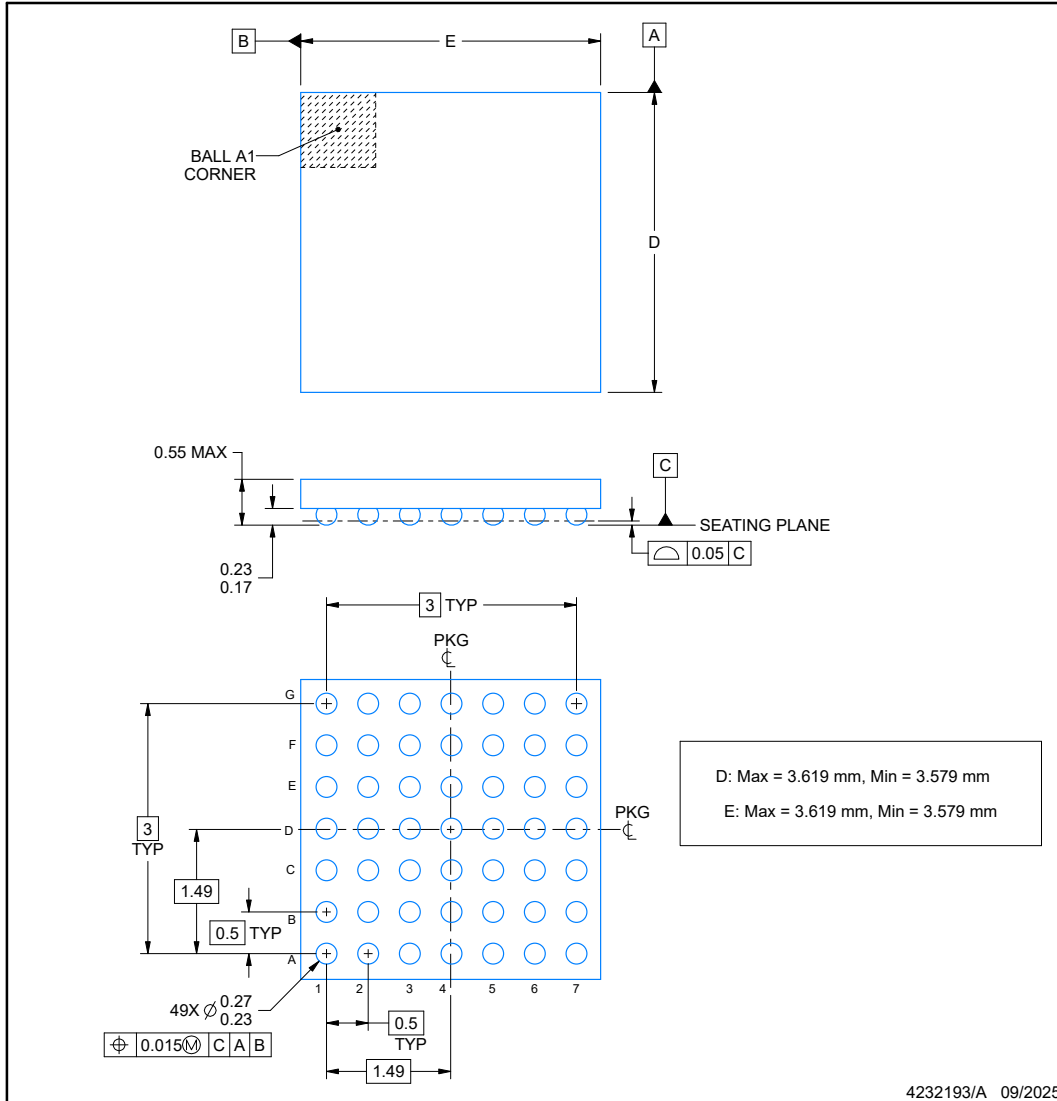 B
E
A
BALL A1
CORNER
D
0.55 MAX
C
SEATING PLANE
⌓ 0.05 C
0.23
0.17
3 TYP
PKG
℄
G
F
E
D
C
B
A
3
TYP
1.49
0.5 TYP
PKG
℄
D: Max = 3.619 mm, Min = 3.579 mm
E: Max = 3.619 mm, Min = 3.579 mm
1 2 3 4 5 6 7
49X ⌀ 0.27
0.23
⌖ 0.015Ⓜ C A B
0.5
TYP
1.49
4232193/A 09/2025